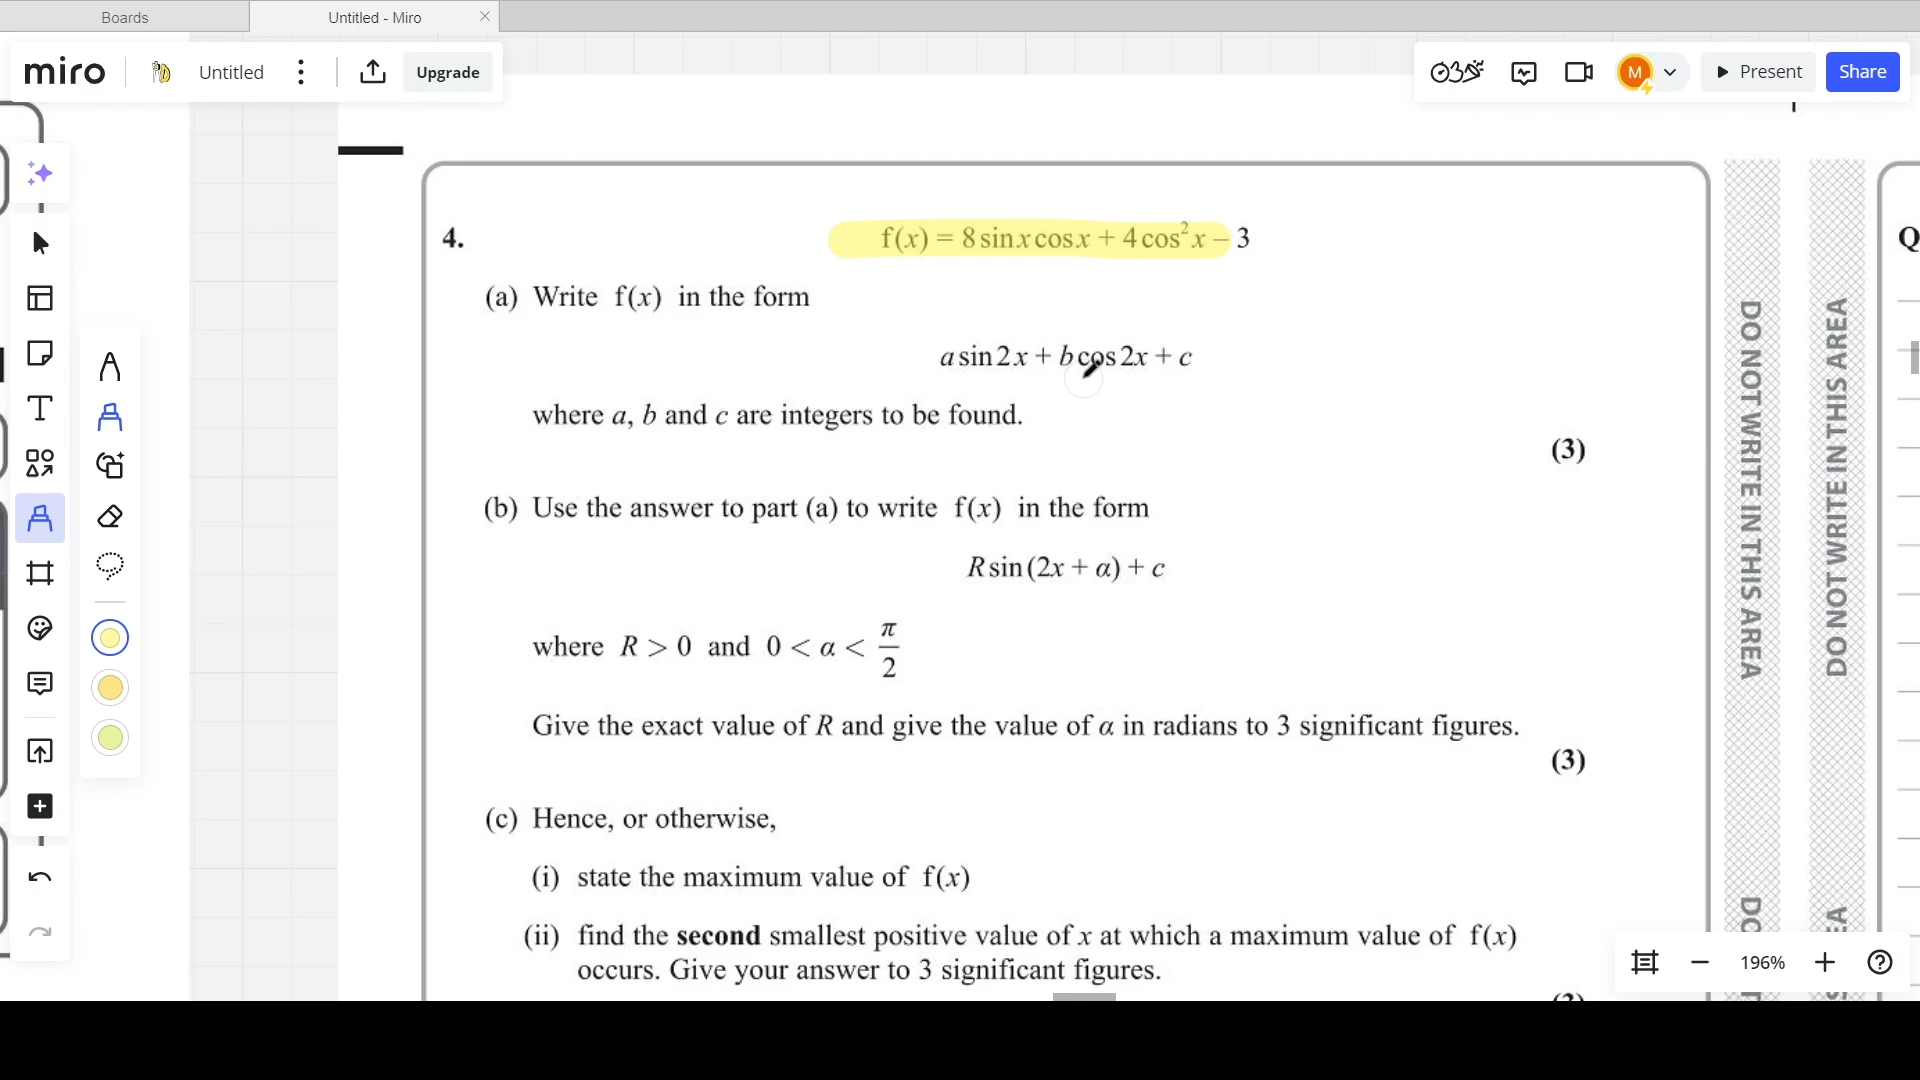 Boards
Untitled - Miro
miro
Untitled
Upgrade
M
Present
Share
4.
f(x) = 8 sin x cos x + 4 cos² x − 3
(a) Write f(x) in the form
a sin 2x + b cos 2x + c
where a, b and c are integers to be found.
(3)
(b) Use the answer to part (a) to write f(x) in the form
R sin (2x + α) + c
where R > 0 and 0 < α < π/2
Give the exact value of R and give the value of α in radians to 3 significant figures.
(3)
(c) Hence, or otherwise,
(i) state the maximum value of f(x)
(ii) find the second smallest positive value of x at which a maximum value of f(x)
occurs. Give your answer to 3 significant figures.
DO NOT WRITE IN THIS AREA
DO NOT WRITE IN THIS AREA
DO
EA
Q
196%